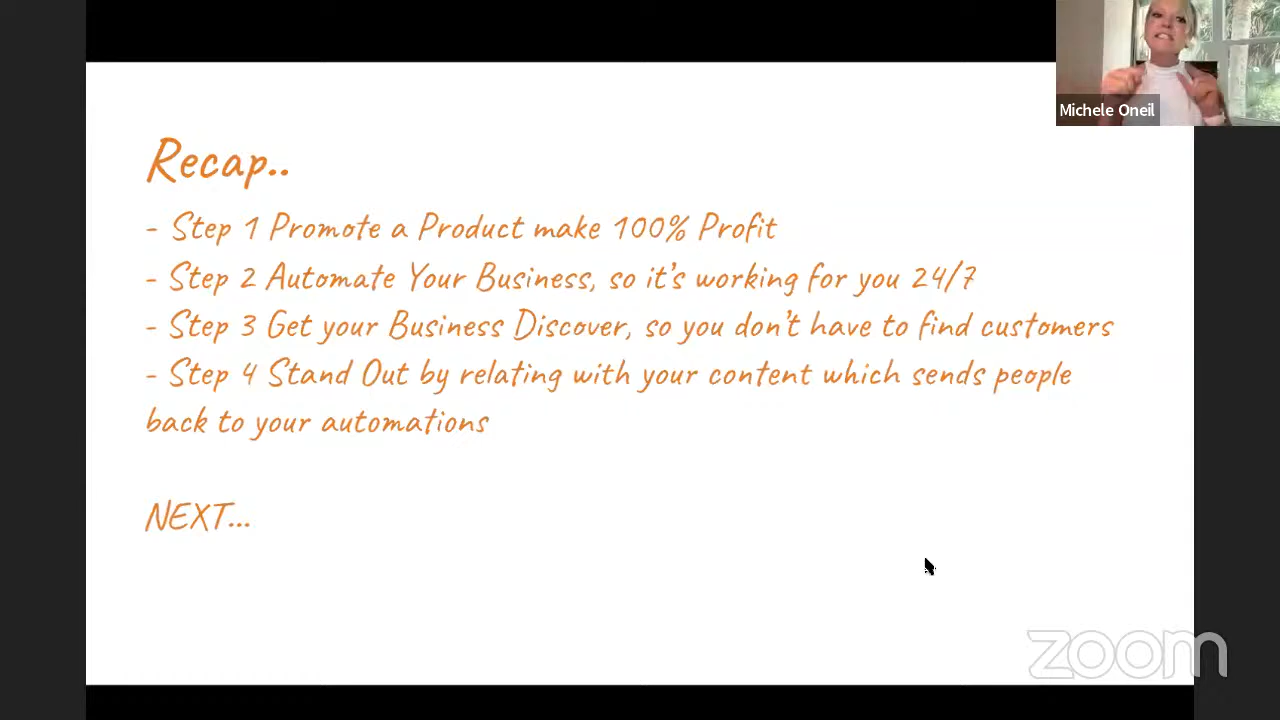 Michele Oneil
Recap..
- Step 1 Promote a Product make 100% Profit
- Step 2 Automate Your Business, so it's working for you 24/7
- Step 3 Get your Business Discover, so you don't have to find customers
- Step 4 Stand Out by relating with your content which sends people
back to your automations
NEXT...
zoom